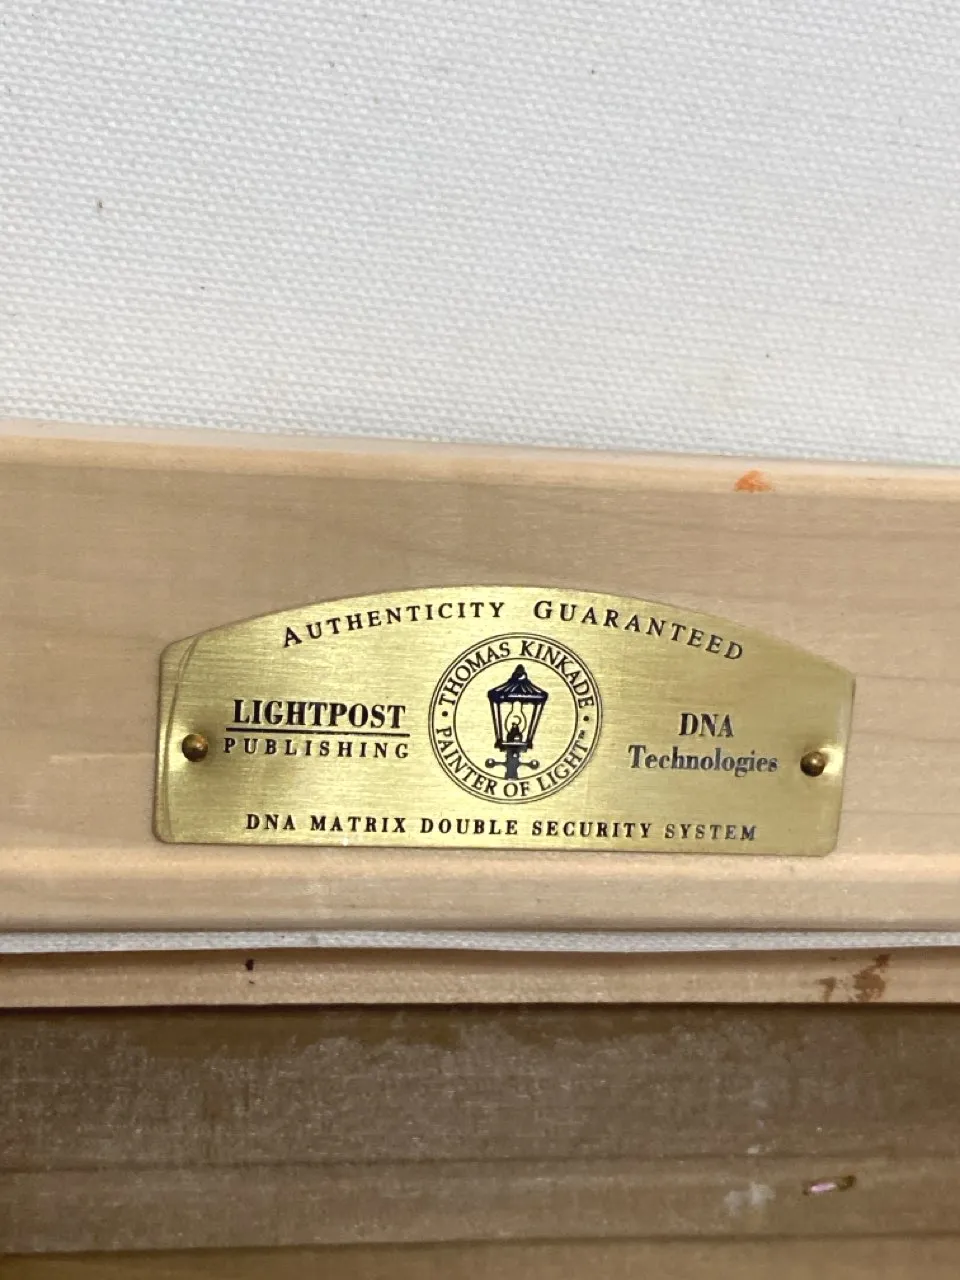 AUTHENTICITY GUARANTEED
THOMAS KINKADE
PAINTER OF LIGHT™
LIGHTPOST
PUBLISHING
DNA
Technologies
DNA MATRIX DOUBLE SECURITY SYSTEM